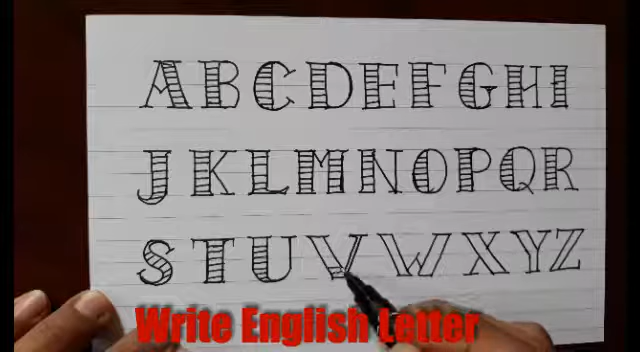 ABCDEFGHI
JKLMNOPQR
STUVWXYZ
Write English Letter